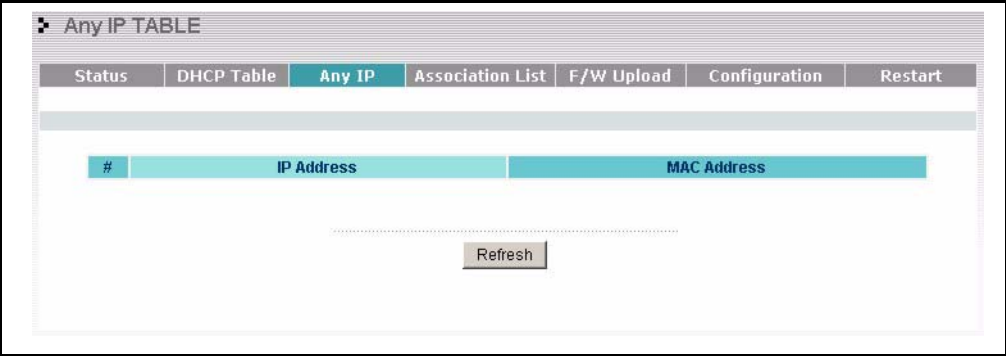 Any IP TABLE
Status DHCP Table Any IP Association List F/W Upload Configuration Restart
# IP Address MAC Address
Refresh